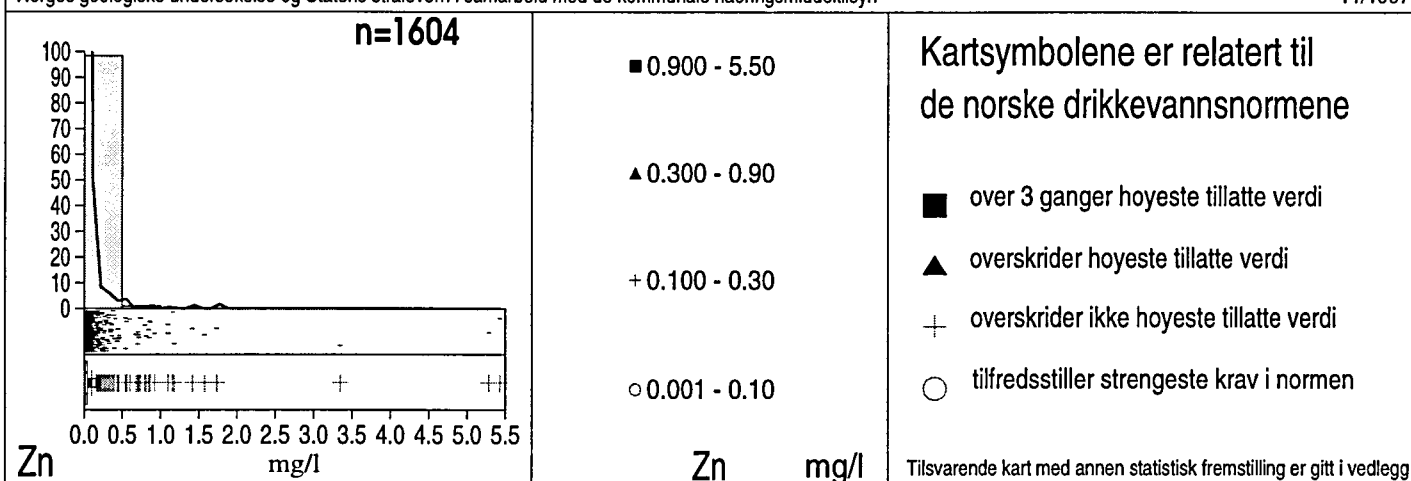 n=1604
100
90
80
70
60
50
40
30
20
10
0
0.0 0.5 1.0 1.5 2.0 2.5 3.0 3.5 4.0 4.5 5.0 5.5
Zn
mg/l
■ 0.900 - 5.50
▲ 0.300 - 0.90
+ 0.100 - 0.30
○ 0.001 - 0.10
Zn mg/l
Kartsymbolene er relatert til
de norske drikkevannsnormene
■ over 3 ganger hoyeste tillatte verdi
▲ overskrider hoyeste tillatte verdi
+ overskrider ikke hoyeste tillatte verdi
○ tilfredsstiller strengeste krav i normen
Tilsvarende kart med annen statistisk fremstilling er gitt i vedlegg